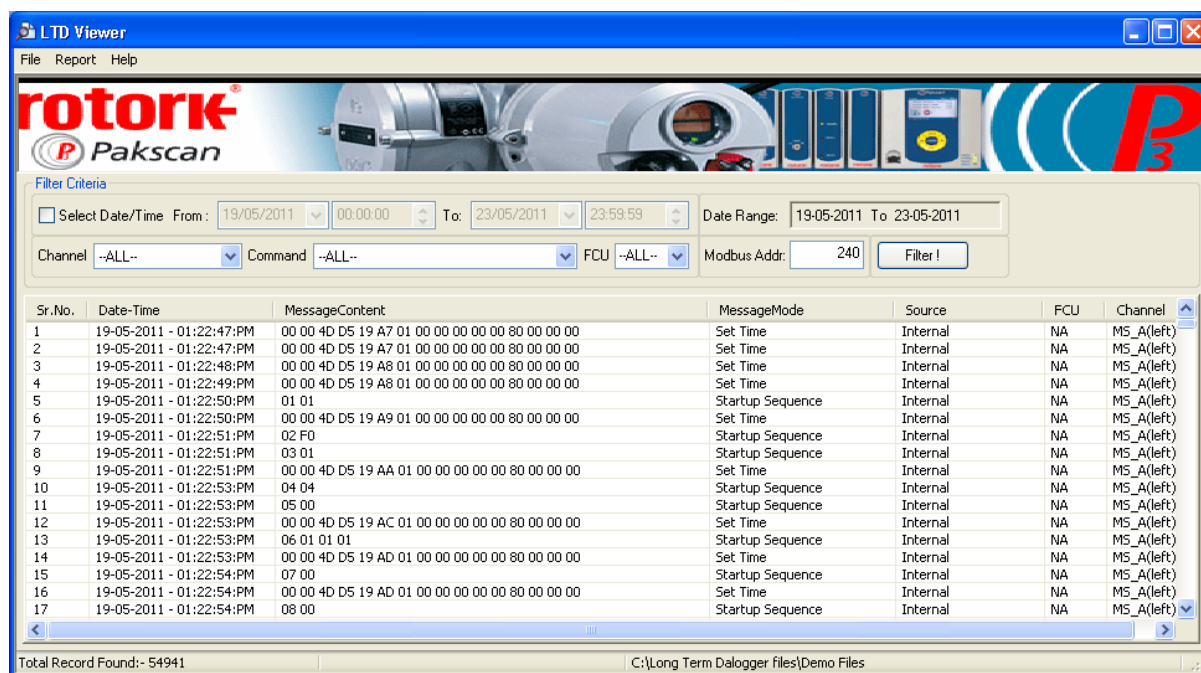 LTD Viewer
File Report Help
rotork®
Pakscan
P3
Filter Criteria
Select Date/Time From : 19/05/2011 00:00:00 To: 23/05/2011 23:59:59 Date Range: 19-05-2011 To 23-05-2011
Channel --ALL-- Command --ALL-- FCU --ALL-- Modbus Addr: 240 Filter !
Sr.No. Date-Time MessageContent MessageMode Source FCU Channel
1 19-05-2011 - 01:22:47:PM 00 00 4D D5 19 A7 01 00 00 00 00 00 80 00 00 00 Set Time Internal NA MS_A(left)
2 19-05-2011 - 01:22:47:PM 00 00 4D D5 19 A7 01 00 00 00 00 00 80 00 00 00 Set Time Internal NA MS_A(left)
3 19-05-2011 - 01:22:48:PM 00 00 4D D5 19 A8 01 00 00 00 00 00 80 00 00 00 Set Time Internal NA MS_A(left)
4 19-05-2011 - 01:22:49:PM 00 00 4D D5 19 A8 01 00 00 00 00 00 80 00 00 00 Set Time Internal NA MS_A(left)
5 19-05-2011 - 01:22:50:PM 01 01 Startup Sequence Internal NA MS_A(left)
6 19-05-2011 - 01:22:50:PM 00 00 4D D5 19 A9 01 00 00 00 00 00 80 00 00 00 Set Time Internal NA MS_A(left)
7 19-05-2011 - 01:22:51:PM 02 F0 Startup Sequence Internal NA MS_A(left)
8 19-05-2011 - 01:22:51:PM 03 01 Startup Sequence Internal NA MS_A(left)
9 19-05-2011 - 01:22:51:PM 00 00 4D D5 19 AA 01 00 00 00 00 00 80 00 00 00 Set Time Internal NA MS_A(left)
10 19-05-2011 - 01:22:53:PM 04 04 Startup Sequence Internal NA MS_A(left)
11 19-05-2011 - 01:22:53:PM 05 00 Startup Sequence Internal NA MS_A(left)
12 19-05-2011 - 01:22:53:PM 00 00 4D D5 19 AC 01 00 00 00 00 00 80 00 00 00 Set Time Internal NA MS_A(left)
13 19-05-2011 - 01:22:53:PM 06 01 01 01 Startup Sequence Internal NA MS_A(left)
14 19-05-2011 - 01:22:53:PM 00 00 4D D5 19 AD 01 00 00 00 00 00 80 00 00 00 Set Time Internal NA MS_A(left)
15 19-05-2011 - 01:22:54:PM 07 00 Startup Sequence Internal NA MS_A(left)
16 19-05-2011 - 01:22:54:PM 00 00 4D D5 19 AD 01 00 00 00 00 00 80 00 00 00 Set Time Internal NA MS_A(left)
17 19-05-2011 - 01:22:54:PM 08 00 Startup Sequence Internal NA MS_A(left)
Total Record Found:- 54941 C:\Long Term Dalogger files\Demo Files